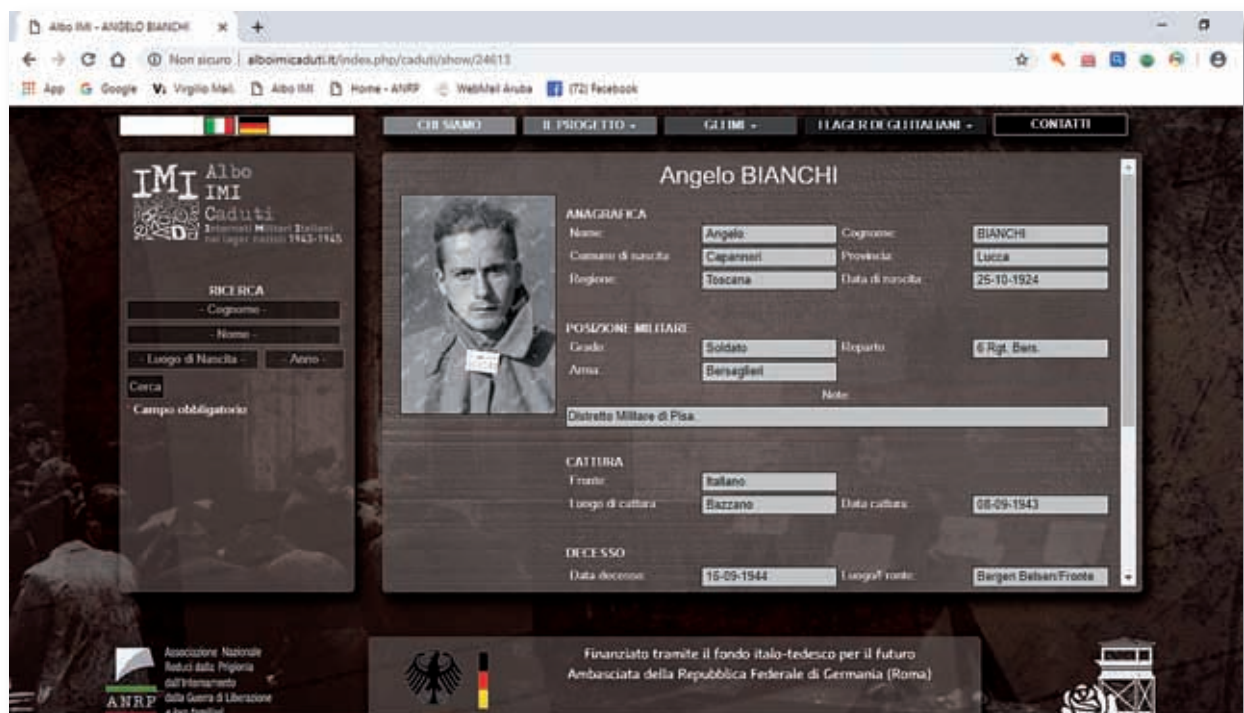 Albo IMI - ANGELO BIANCHI
Non sicuro | alboimicaduti.it/index.php/caduti/show/24613
App Google Virgilio Mail. Albo IMI Home - ANRP WebMail Aruba (72) Facebook
CHI SIAMO IL PROGETTO GLI IMI I LAGER DEGLI ITALIANI CONTATTI
IMI Albo
IMI
Caduti
Internati Militari Italiani
nei lager nazisti 1943-1945
RICERCA
- Cognome -
- Nome -
- Luogo di Nascita - - Anno -
Cerca
* Campo obbligatorio
Angelo BIANCHI
ANAGRAFICA
Nome: Angelo Cognome: BIANCHI
Comune di nascita: Capannori Provincia: Lucca
Regione: Toscana Data di nascita: 25-10-1924
POSIZIONE MILITARE
Grado: Soldato Reparto: 6 Rgt. Bers.
Arma: Bersaglieri
Note:
Distretto Militare di Pisa.
CATTURA
Fronte: Italiano
Luogo di cattura: Bazzano Data cattura: 08-09-1943
DECESSO
Data decesso: 15-09-1944 Luogo/Fronte: Bergen Belsen/Fronte
ANRP
Associazione Nazionale
Reduci dalla Prigionia
dall'Internamento
dalla Guerra di Liberazione
e loro familiari
Finanziato tramite il fondo italo-tedesco per il futuro
Ambasciata della Repubblica Federale di Germania (Roma)